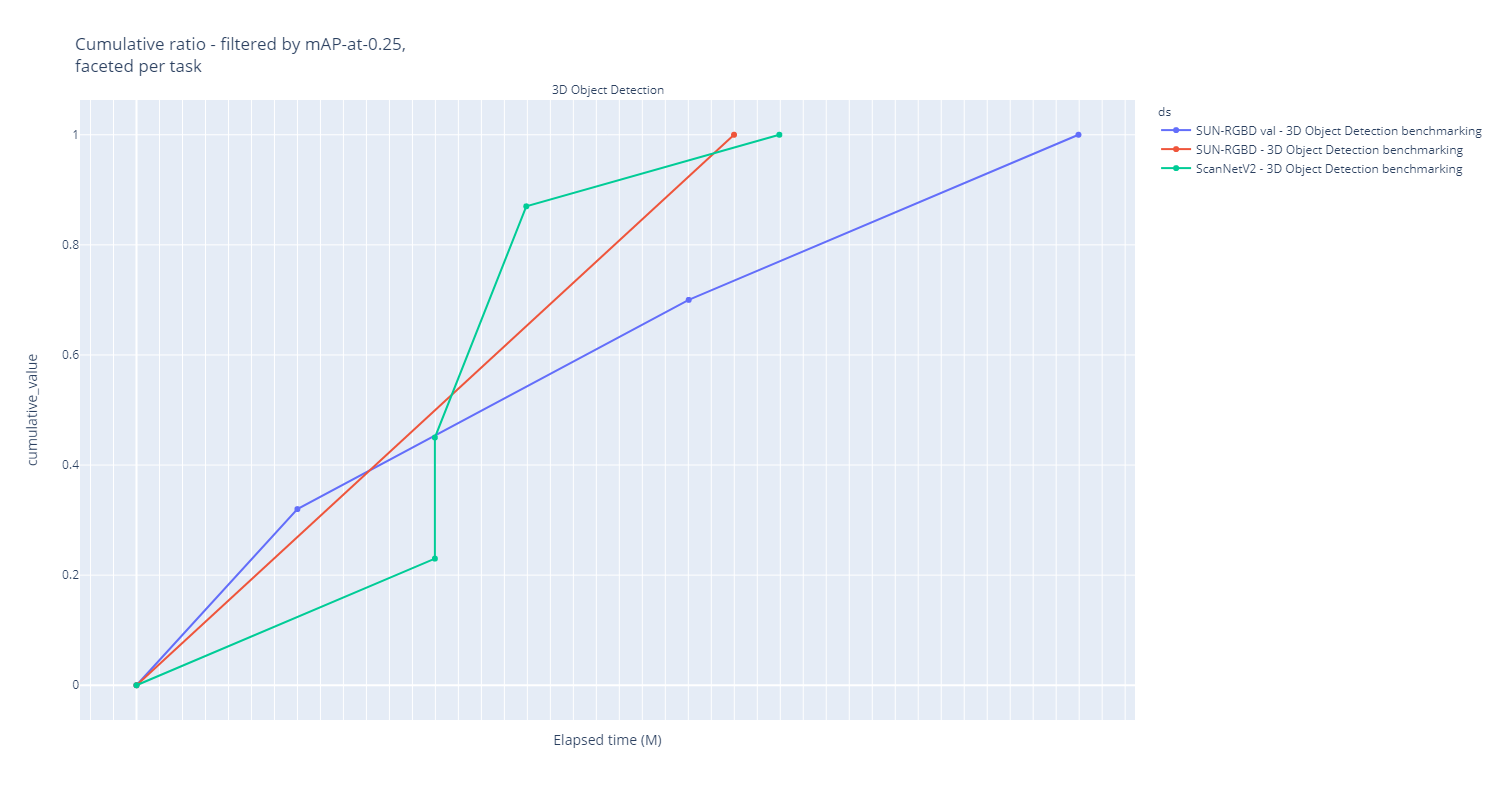 Cumulative ratio - filtered by mAP-at-0.25,
faceted per task
3D Object Detection
ds
SUN-RGBD val - 3D Object Detection benchmarking
SUN-RGBD - 3D Object Detection benchmarking
ScanNetV2 - 3D Object Detection benchmarking
1
0.8
0.6
0.4
0.2
0
cumulative_value
Elapsed time (M)